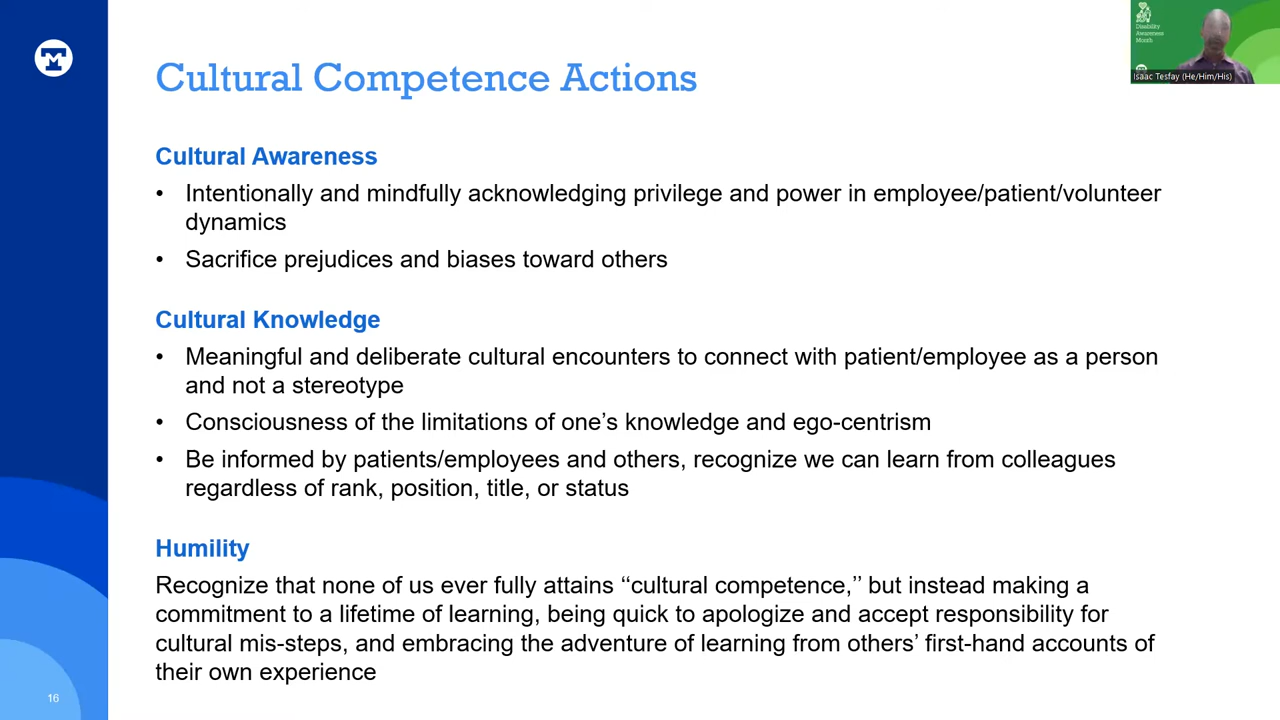 Disability
Awareness
Month
Isaac Tesfay (He/Him/His)
Cultural Competence Actions
Cultural Awareness
• Intentionally and mindfully acknowledging privilege and power in employee/patient/volunteer
dynamics
• Sacrifice prejudices and biases toward others
Cultural Knowledge
• Meaningful and deliberate cultural encounters to connect with patient/employee as a person
and not a stereotype
• Consciousness of the limitations of one’s knowledge and ego-centrism
• Be informed by patients/employees and others, recognize we can learn from colleagues
regardless of rank, position, title, or status
Humility
Recognize that none of us ever fully attains “cultural competence,” but instead making a
commitment to a lifetime of learning, being quick to apologize and accept responsibility for
cultural mis-steps, and embracing the adventure of learning from others’ first-hand accounts of
their own experience
16